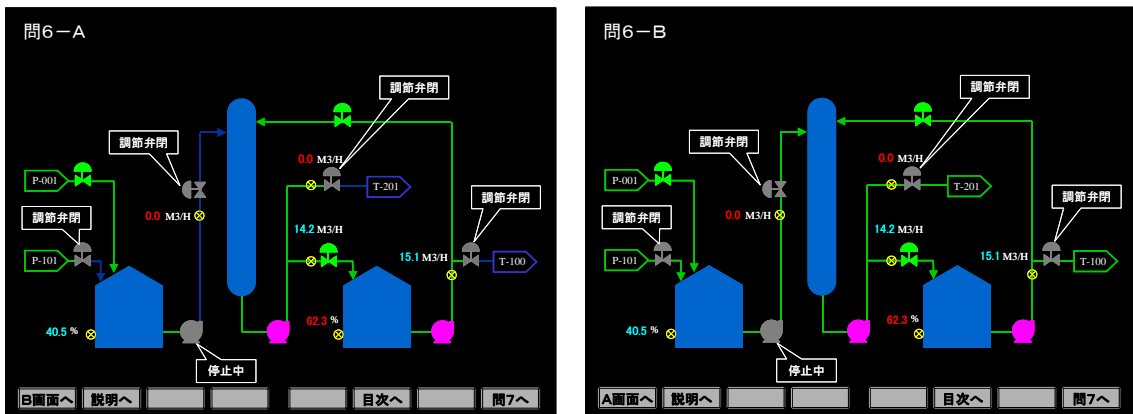 問6－A
調節弁閉
調節弁閉
0.0 M3/H
P-001
T-201
調節弁閉
調節弁閉
0.0 M3/H
14.2 M3/H
15.1 M3/H
P-101
T-100
40.5 %
62.3 %
停止中
B画面へ
説明へ
目次へ
問7へ
問6－B
調節弁閉
調節弁閉
0.0 M3/H
P-001
T-201
調節弁閉
調節弁閉
0.0 M3/H
14.2 M3/H
15.1 M3/H
P-101
T-100
40.5 %
62.3 %
停止中
A画面へ
説明へ
目次へ
問7へ